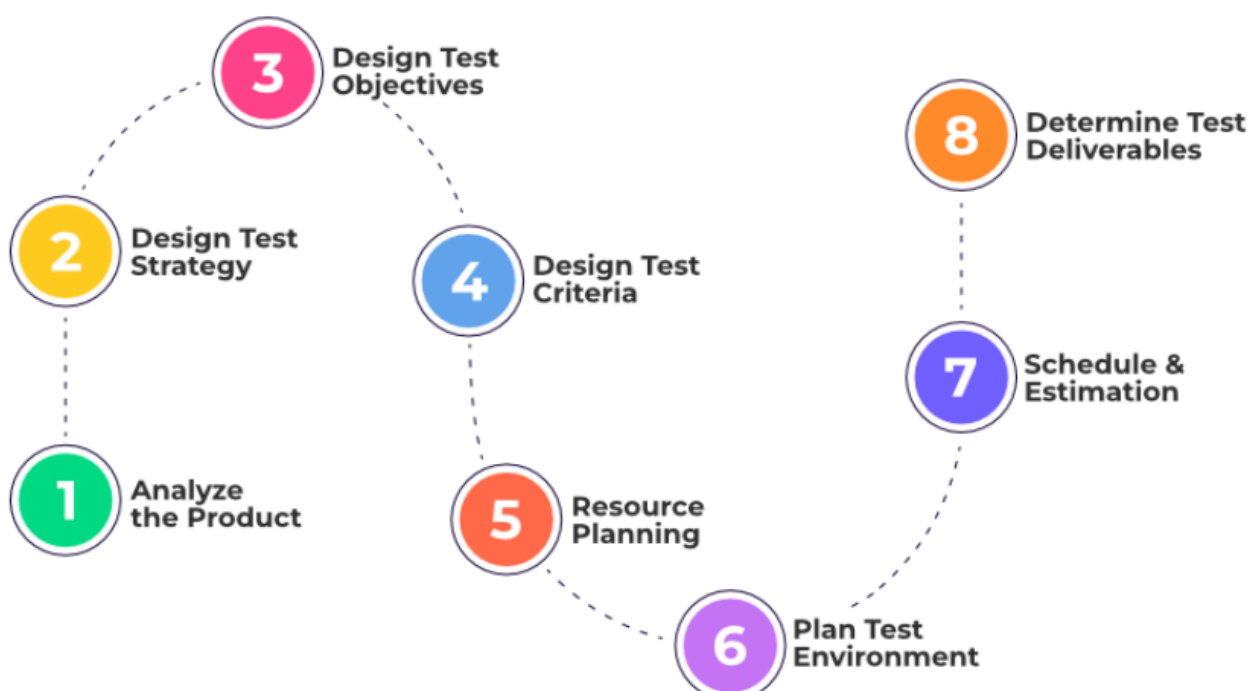 1
Analyze
the Product
2
Design Test
Strategy
3
Design Test
Objectives
4
Design Test
Criteria
5
Resource
Planning
6
Plan Test
Environment
7
Schedule &
Estimation
8
Determine Test
Deliverables